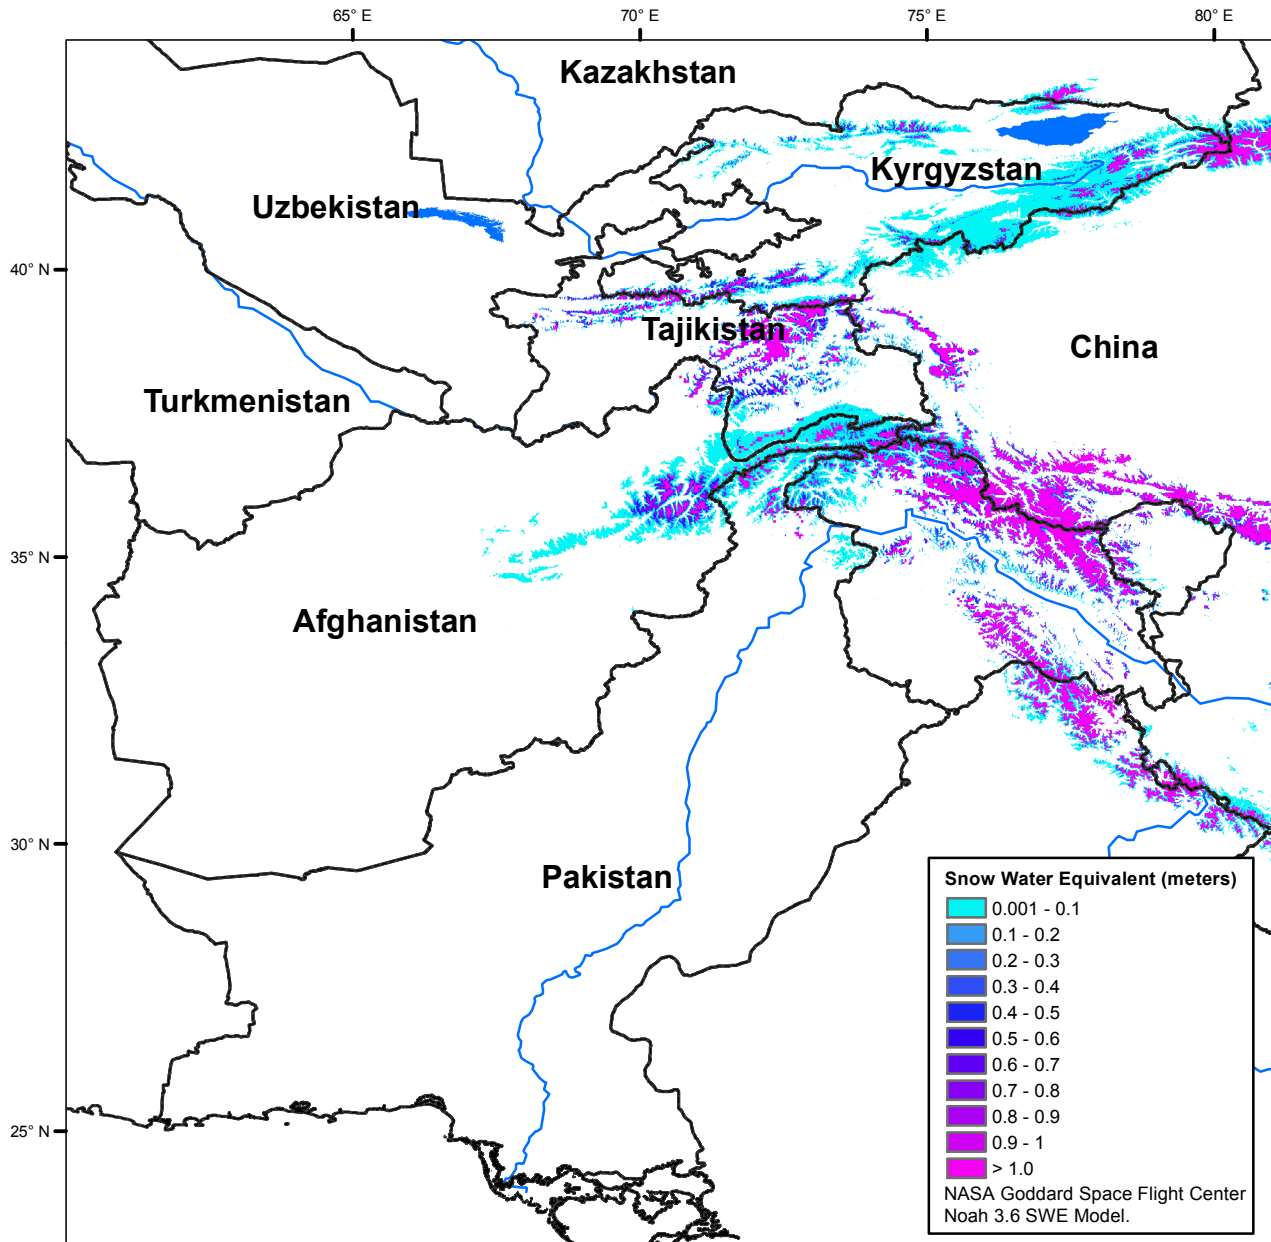 65° E
70° E
75° E
80° E
Kazakhstan
Kyrgyzstan
Uzbekistan
40° N
Tajikistan
China
Turkmenistan
35° N
Afghanistan
30° N
Pakistan
25° N
Snow Water Equivalent (meters)
0.001 - 0.1
0.1 - 0.2
0.2 - 0.3
0.3 - 0.4
0.4 - 0.5
0.5 - 0.6
0.6 - 0.7
0.7 - 0.8
0.8 - 0.9
0.9 - 1
> 1.0
NASA Goddard Space Flight Center
Noah 3.6 SWE Model.